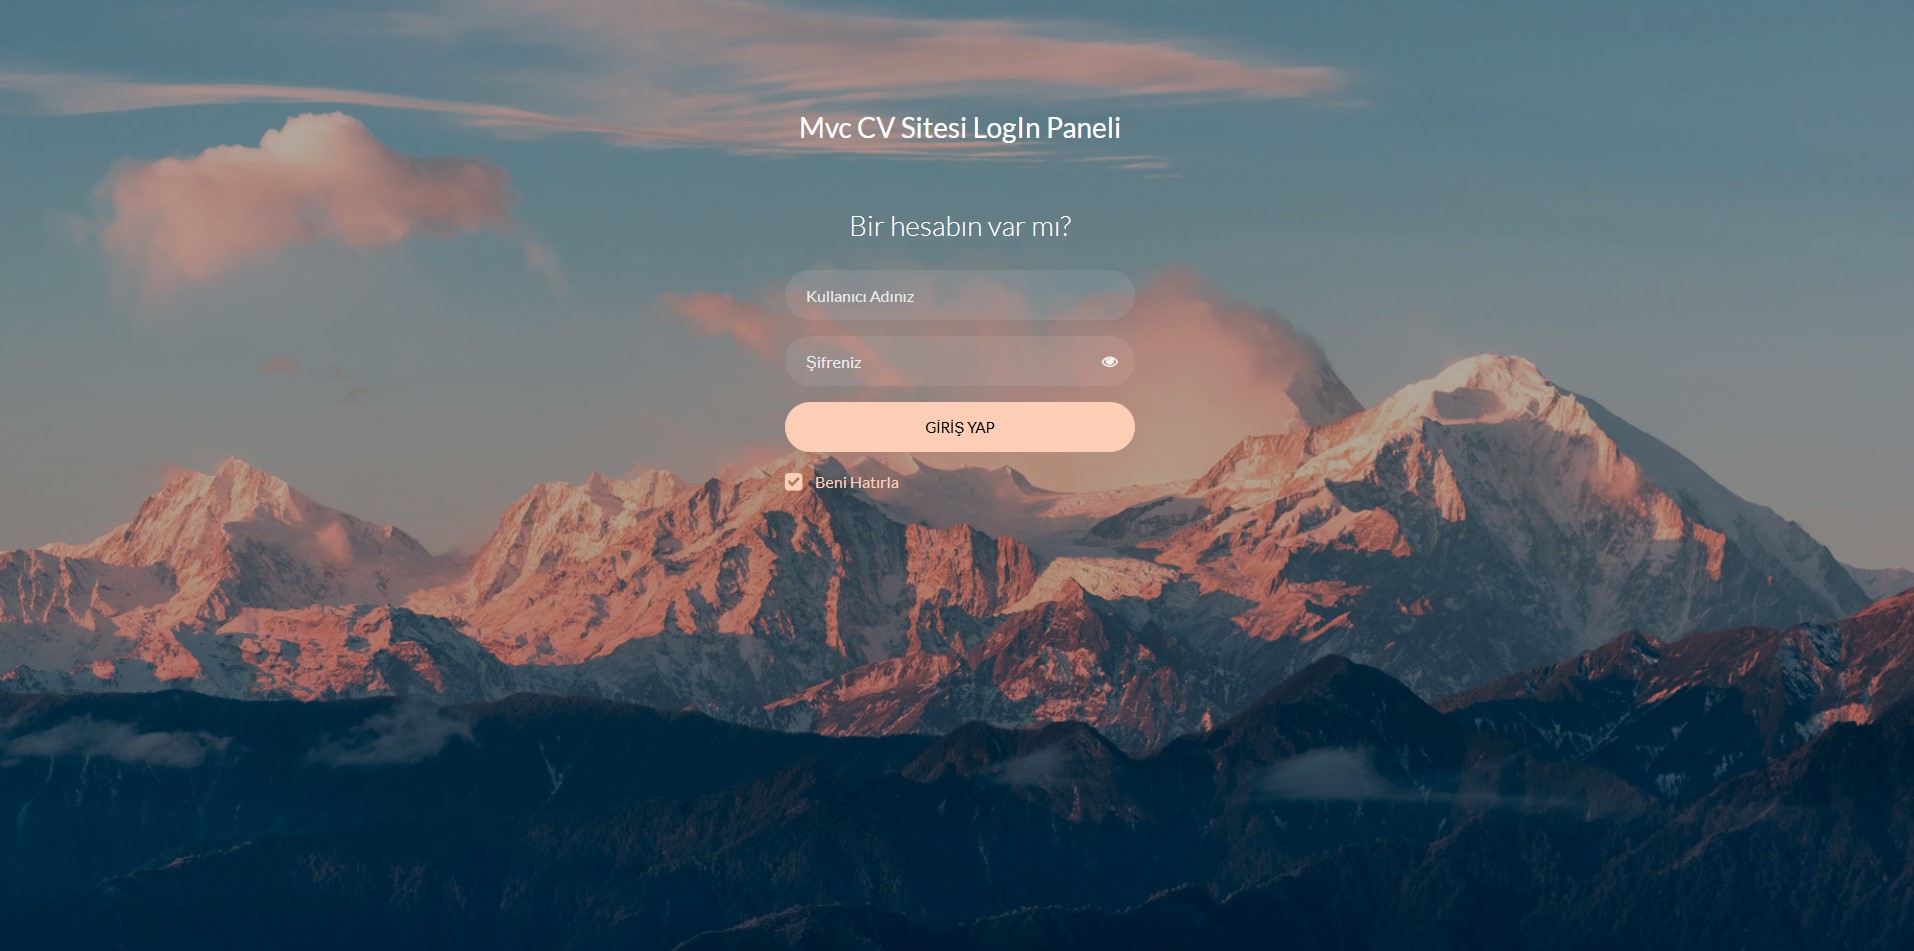 Mvc CV Sitesi LogIn Paneli
Bir hesabın var mı?
Kullanıcı Adınız
Şifreniz
GİRİŞ YAP
Beni Hatırla